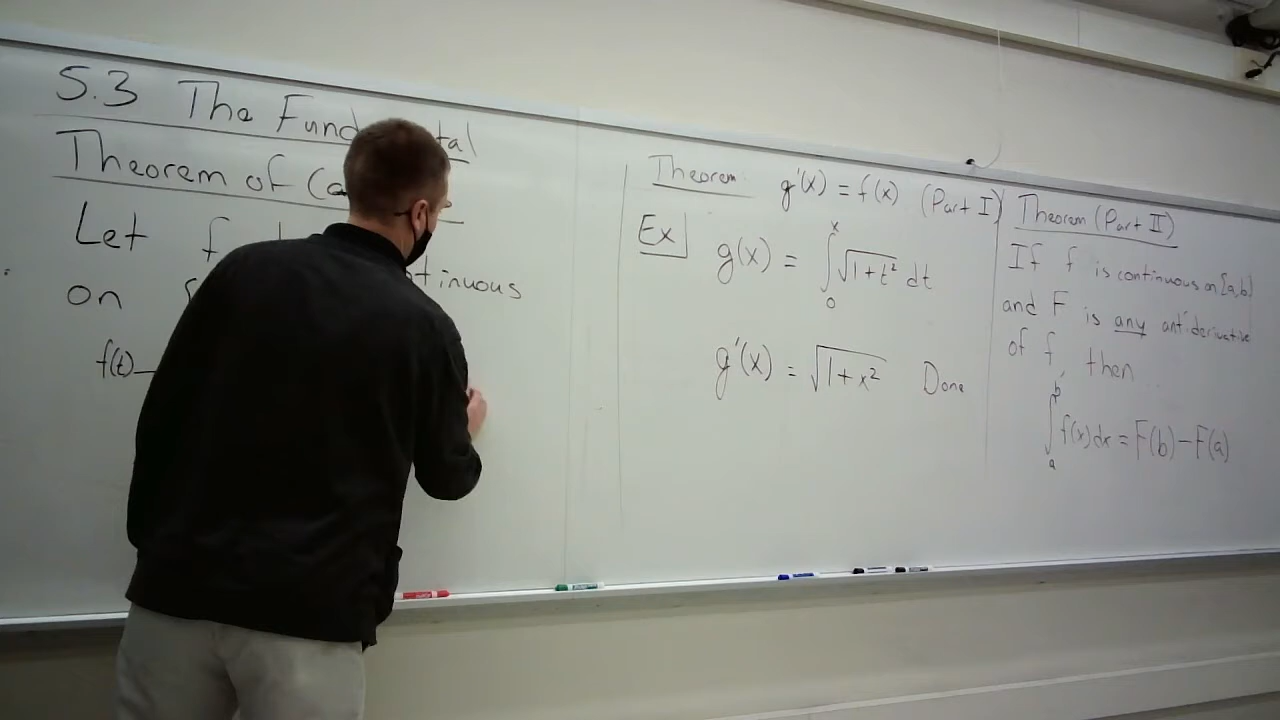 5.3 The Fund tal
Theorem of Ca
Let f tinuous
on
f(t)
Theorem g'(x) = f(x) (Part I)
Ex g(x) = ∫₀ˣ √(1+t²) dt
g'(x) = √(1+x²) Done
Theorem (Part II)
If f is continuous on [a,b]
and F is any antiderivative
of f, then
∫ₐᵇ f(x)dx = F(b)-F(a)